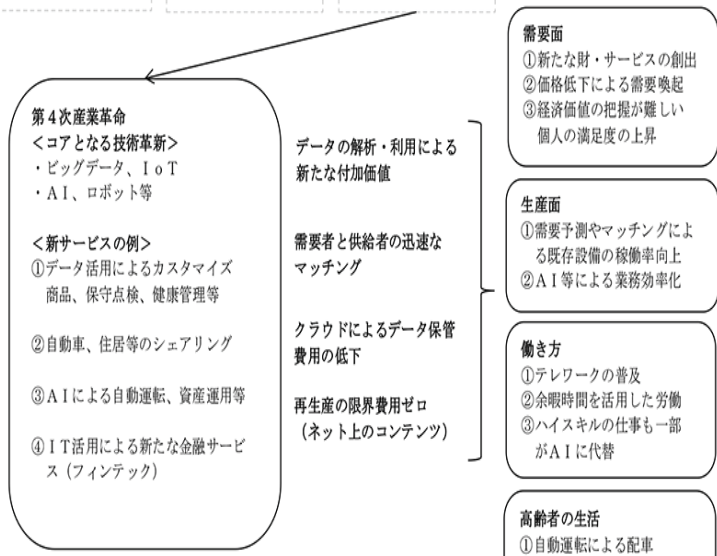 第４次産業革命
＜コアとなる技術革新＞
・ビッグデータ、ＩｏＴ
・ＡＩ、ロボット等
＜新サービスの例＞
①データ活用によるカスタマイズ
商品、保守点検、健康管理等
②自動車、住居等のシェアリング
③ＡＩによる自動運転、資産運用等
④ＩＴ活用による新たな金融サービ
ス（フィンテック）
データの解析・利用による
新たな付加価値
需要者と供給者の迅速な
マッチング
クラウドによるデータ保管
費用の低下
再生産の限界費用ゼロ
（ネット上のコンテンツ）
需要面
①新たな財・サービスの創出
②価格低下による需要喚起
③経済価値の把握が難しい
個人の満足度の上昇
生産面
①需要予測やマッチングによ
る既存設備の稼働率向上
②ＡＩ等による業務効率化
働き方
①テレワークの普及
②余暇時間を活用した労働
③ハイスキルの仕事も一部
がＡＩに代替
高齢者の生活
①自動運転による配車